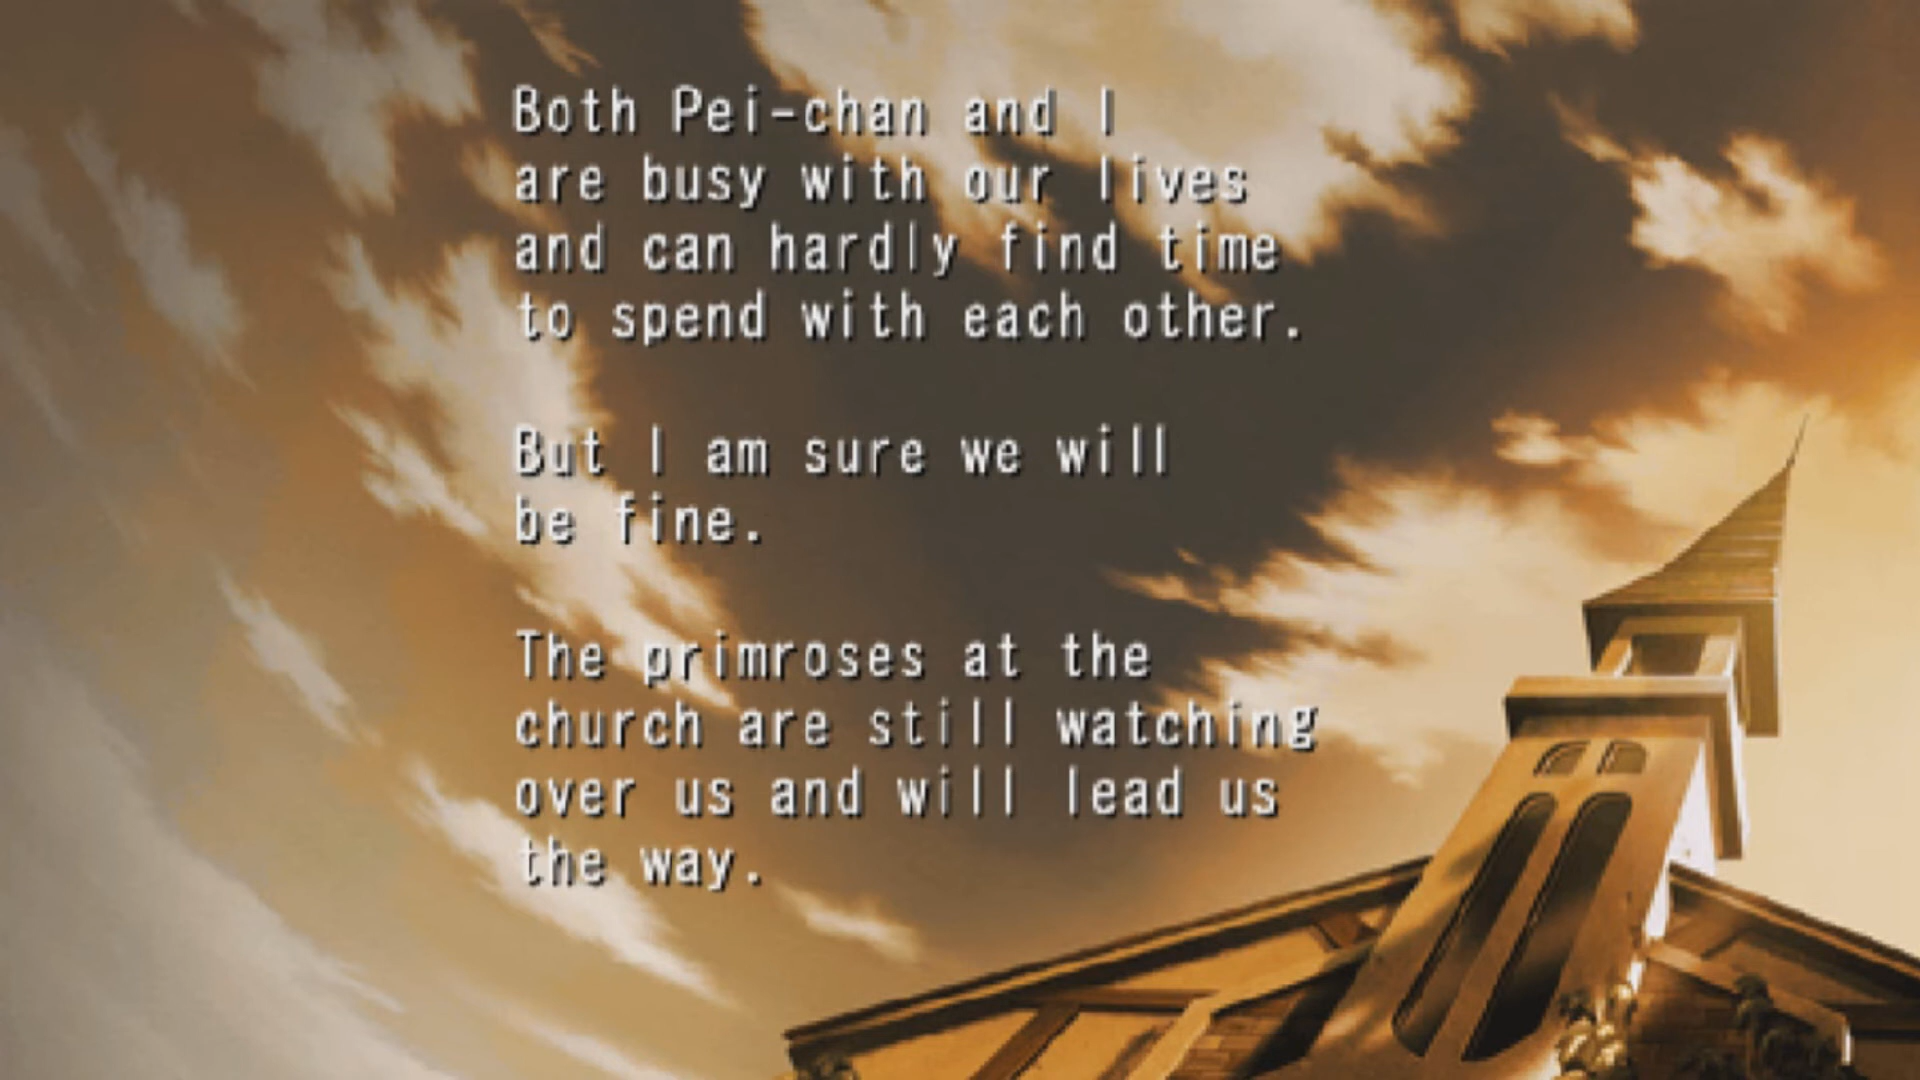 Both Pei-chan and I
are busy with our lives
and can hardly find time
to spend with each other.
But I am sure we will
be fine.
The primroses at the
church are still watching
over us and will lead us
the way.